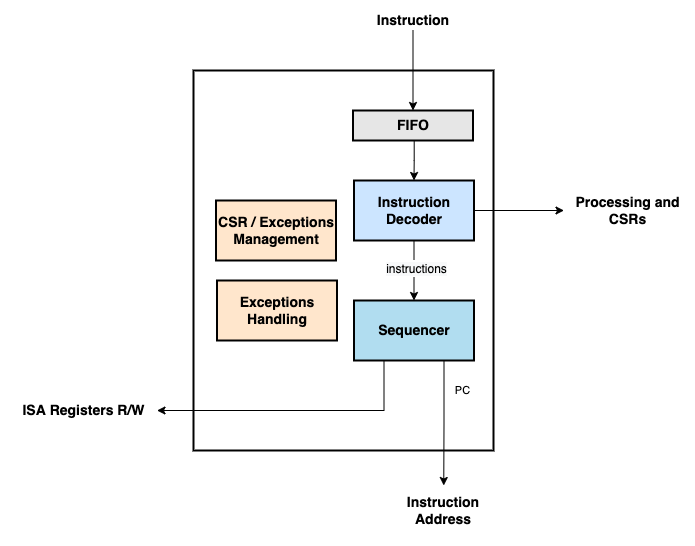 Instruction
FIFO
Instruction
Decoder
Processing and
CSRs
CSR / Exceptions
Management
instructions
Exceptions
Handling
Sequencer
PC
ISA Registers R/W
Instruction
Address